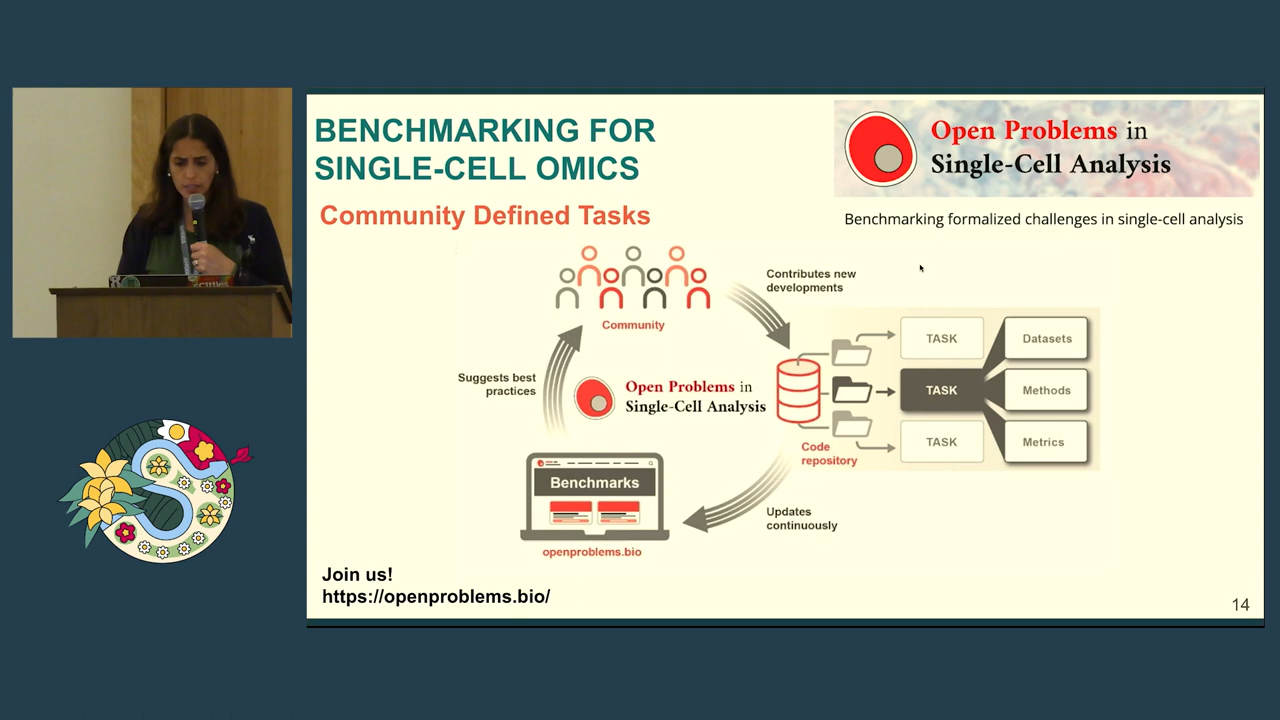 BENCHMARKING FOR
SINGLE-CELL OMICS
Community Defined Tasks
Open Problems in
Single-Cell Analysis
Benchmarking formalized challenges in single-cell analysis
Community
Contributes new
developments
Suggests best
practices
Open Problems in
Single-Cell Analysis
Code
repository
TASK
TASK
TASK
Datasets
Methods
Metrics
Benchmarks
openproblems.bio
Updates
continuously
Join us!
https://openproblems.bio/
14